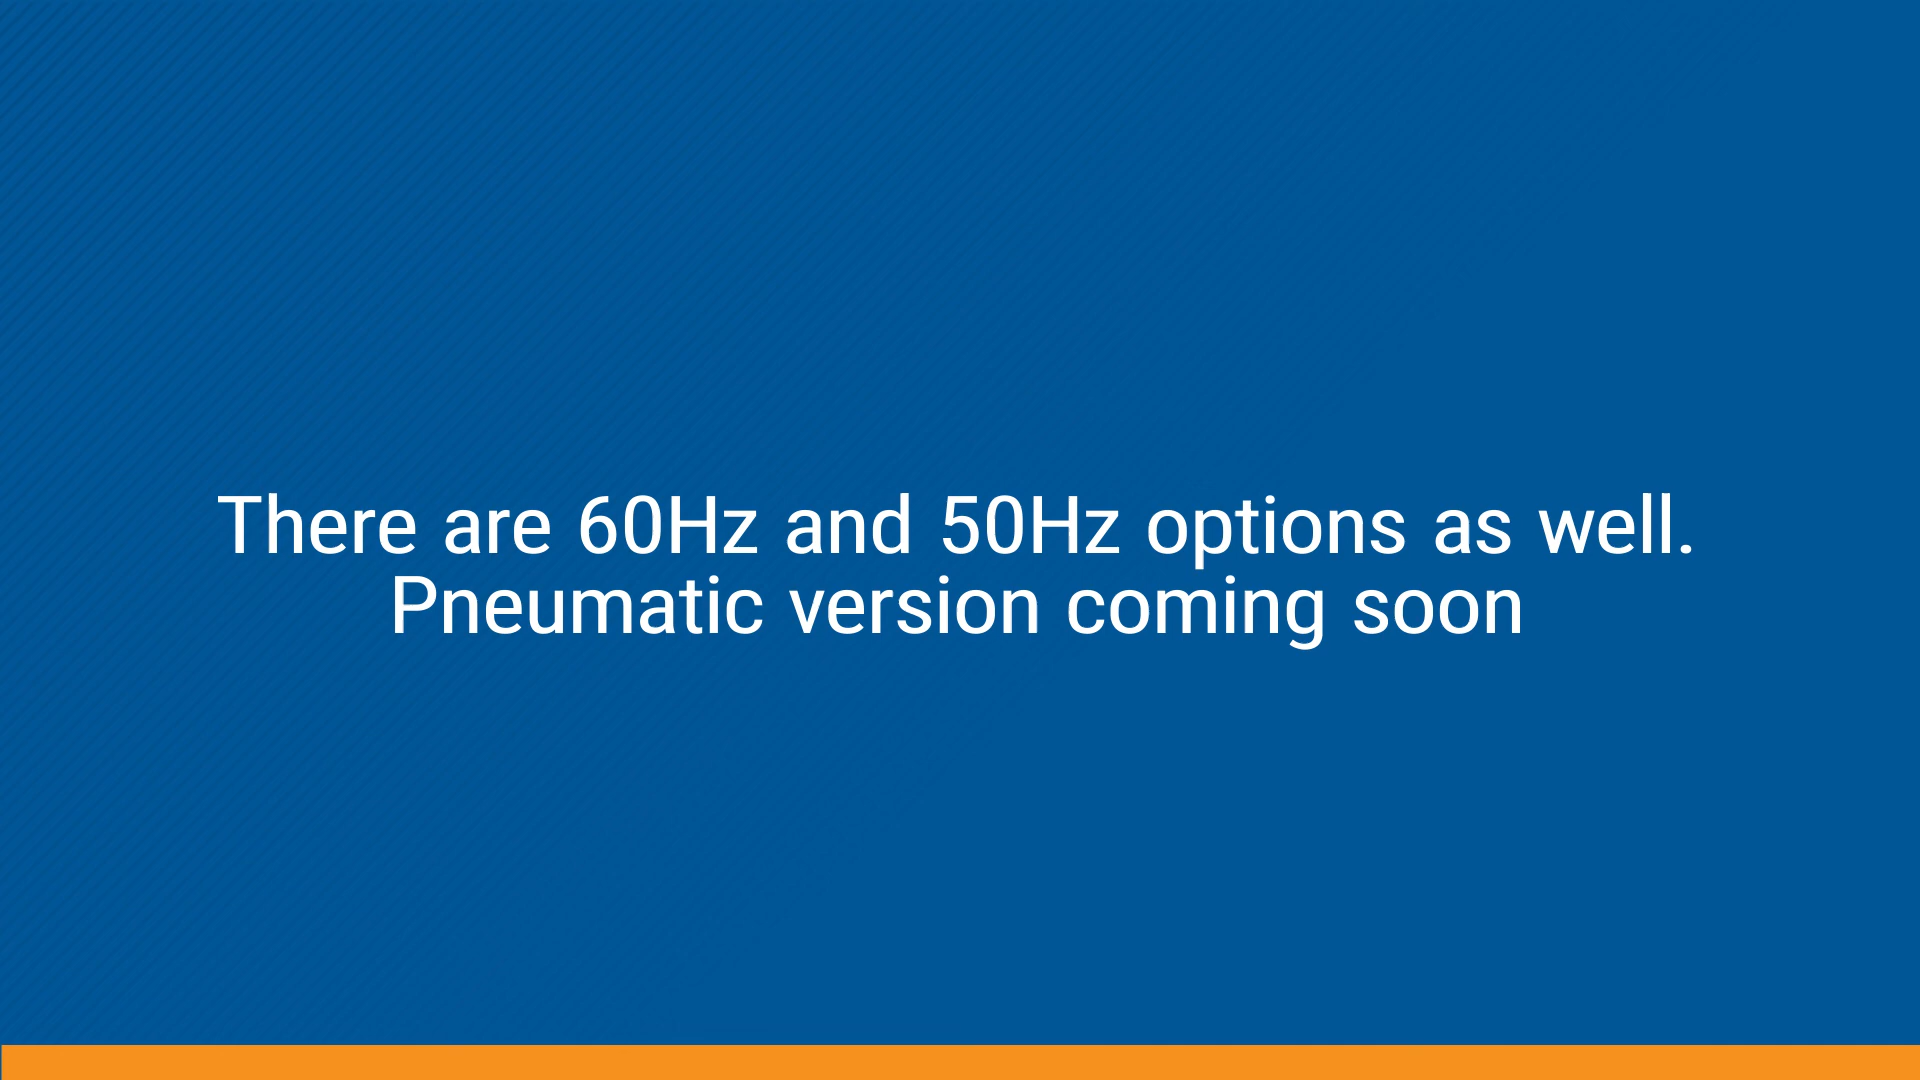 There are 60Hz and 50Hz options as well.
Pneumatic version coming soon